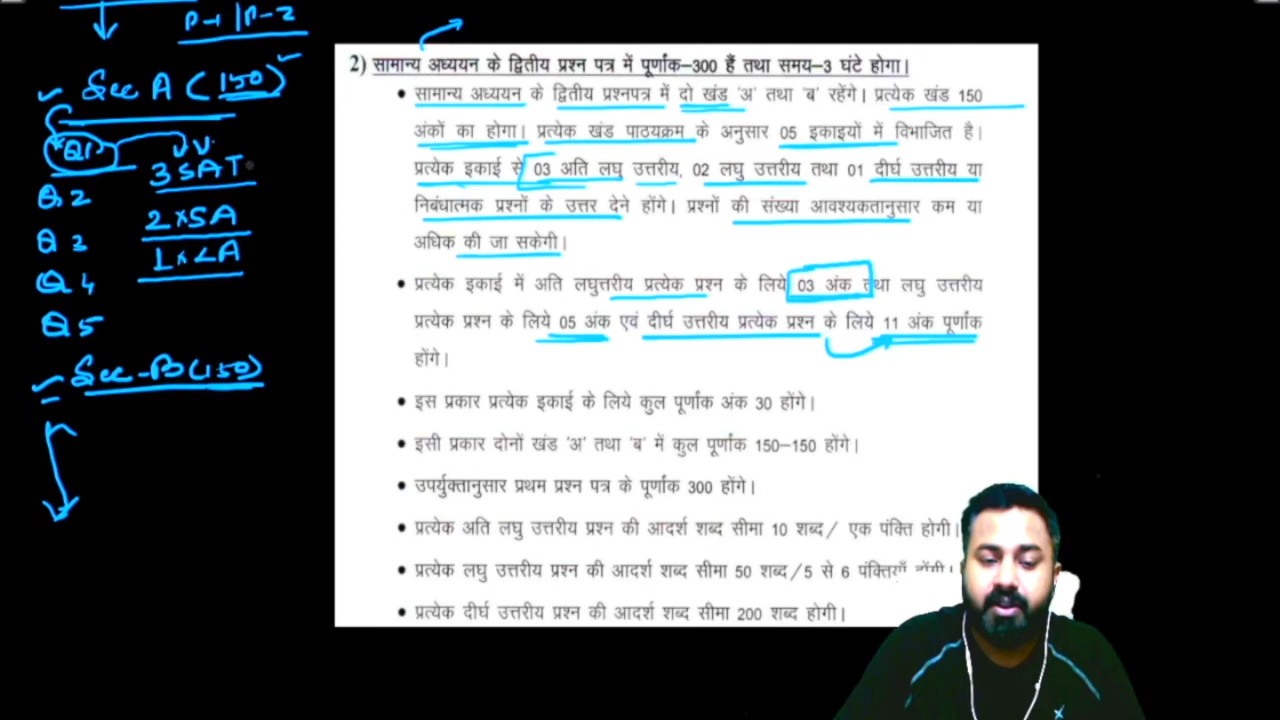 P-1 | P-2
Sec A (150)
Q1
3 SAT
Q. 2
2 * SA
Q 3
1 * LA
Q 4
Q 5
Sec-B (150)
2) सामान्य अध्ययन के द्वितीय प्रश्न पत्र में पूर्णांक–300 हैं तथा समय–3 घंटे होगा।
• सामान्य अध्ययन के द्वितीय प्रश्नपत्र में दो खंड 'अ' तथा 'ब' रहेंगे। प्रत्येक खंड 150
अंकों का होगा। प्रत्येक खंड पाठयक्रम के अनुसार 05 इकाइयों में विभाजित है।
प्रत्येक इकाई से 03 अति लघु उत्तरीय, 02 लघु उत्तरीय तथा 01 दीर्घ उत्तरीय या
निबंधात्मक प्रश्नों के उत्तर देने होंगे। प्रश्नों की संख्या आवश्यकतानुसार कम या
अधिक की जा सकेगी।
• प्रत्येक इकाई में अति लघुत्तरीय प्रत्येक प्रश्न के लिये 03 अंक तथा लघु उत्तरीय
प्रत्येक प्रश्न के लिये 05 अंक एवं दीर्घ उत्तरीय प्रत्येक प्रश्न के लिये 11 अंक पूर्णांक
होंगे।
• इस प्रकार प्रत्येक इकाई के लिये कुल पूर्णांक अंक 30 होंगे।
• इसी प्रकार दोनों खंड 'अ' तथा 'ब' में कुल पूर्णांक 150–150 होंगे।
• उपर्युक्तानुसार प्रथम प्रश्न पत्र के पूर्णांक 300 होंगे।
• प्रत्येक अति लघु उत्तरीय प्रश्न की आदर्श शब्द सीमा 10 शब्द/ एक पंक्ति होगी।
• प्रत्येक लघु उत्तरीय प्रश्न की आदर्श शब्द सीमा 50 शब्द/5 से 6 पंक्तियाँ होंगी।
• प्रत्येक दीर्घ उत्तरीय प्रश्न की आदर्श शब्द सीमा 200 शब्द होगी।